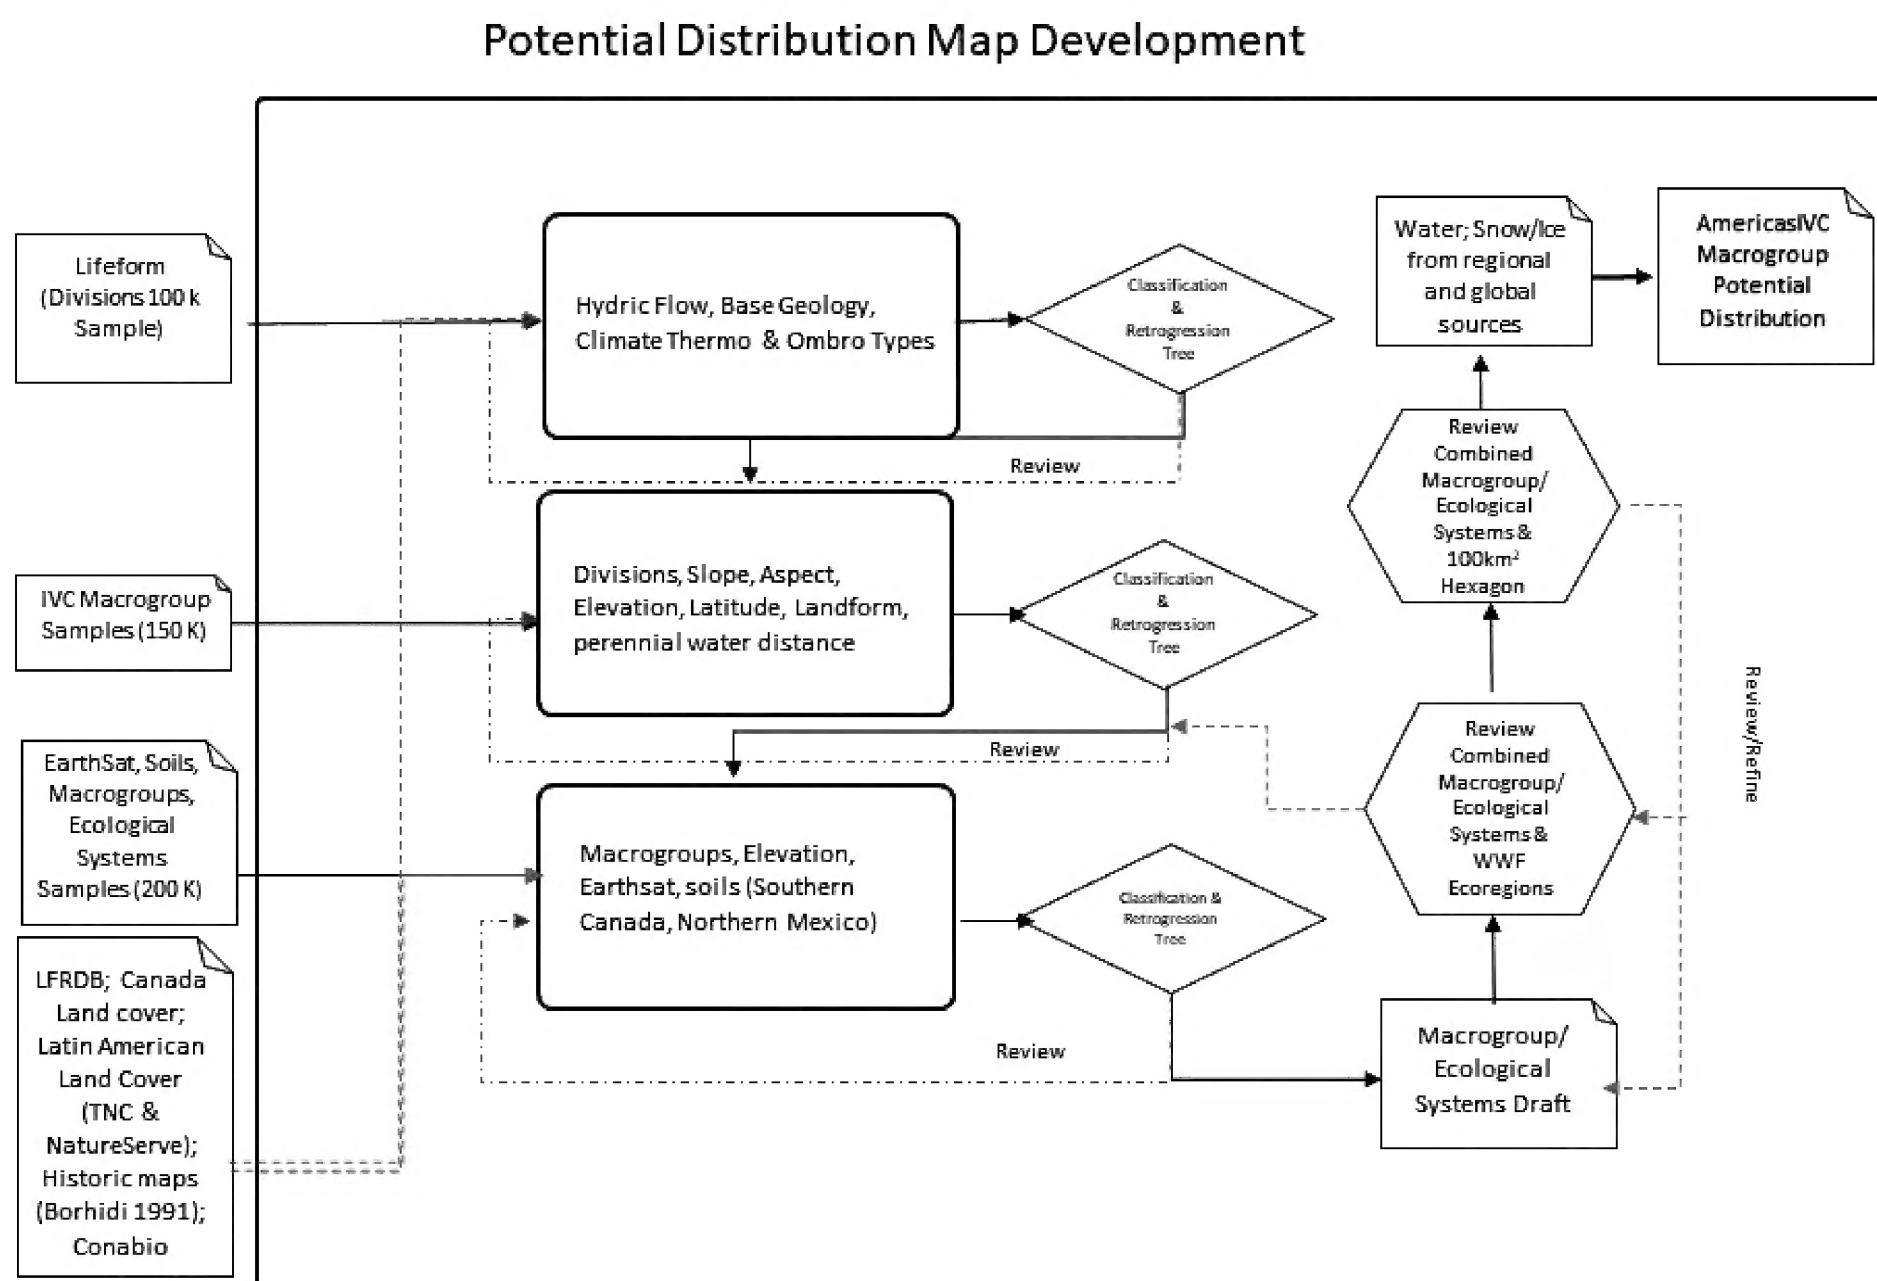 Potential Distribution Map Development
Lifeform
(Divisions 100 k
Sample)
Hydric Flow, Base Geology,
Climate Thermo & Ombro Types
Classification
&
Retrogression
Tree
Review
IVC Macrogroup
Samples (150 K)
Divisions, Slope, Aspect,
Elevation, Latitude, Landform,
perennial water distance
Classification
&
Retrogression
Tree
Review
EarthSat, Soils,
Macrogroups,
Ecological
Systems
Samples (200 K)
Macrogroups, Elevation,
Earthsat, soils (Southern
Canada, Northern Mexico)
Classification &
Retrogression
Tree
Review
LFRDB; Canada
Land cover;
Latin American
Land Cover
(TNC &
NatureServe);
Historic maps
(Borhidi 1991);
Conabio
Macrogroup/
Ecological
Systems Draft
Review
Combined
Macrogroup/
Ecological
Systems &
WWF
Ecoregions
Review/Refine
Review
Combined
Macrogroup/
Ecological
Systems &
100km²
Hexagon
Water; Snow/Ice
from regional
and global
sources
AmericasIVC
Macrogroup
Potential
Distribution